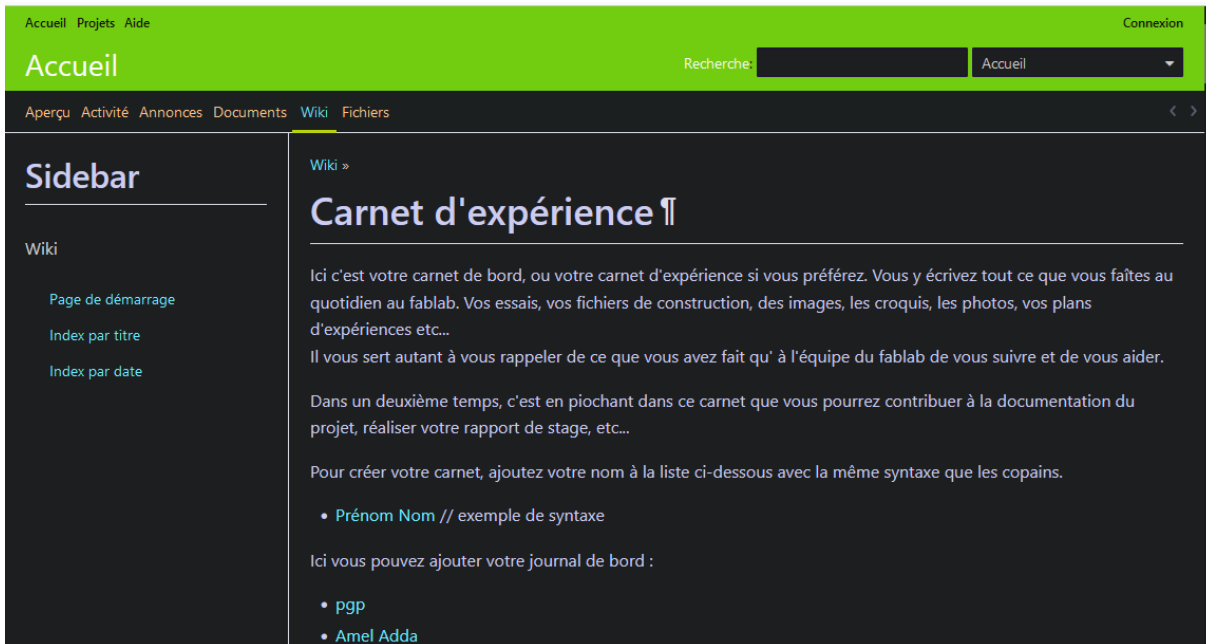 Accueil Projets Aide
Connexion
Accueil
Recherche:
Accueil
Aperçu Activité Annonces Documents Wiki Fichiers
Sidebar
Wiki
Page de démarrage
Index par titre
Index par date
Wiki »
Carnet d'expérience¶
Ici c'est votre carnet de bord, ou votre carnet d'expérience si vous préférez. Vous y écrivez tout ce que vous faîtes au
quotidien au fablab. Vos essais, vos fichiers de construction, des images, les croquis, les photos, vos plans
d'expériences etc...
Il vous sert autant à vous rappeler de ce que vous avez fait qu' à l'équipe du fablab de vous suivre et de vous aider.
Dans un deuxième temps, c'est en piochant dans ce carnet que vous pourrez contribuer à la documentation du
projet, réaliser votre rapport de stage, etc...
Pour créer votre carnet, ajoutez votre nom à la liste ci-dessous avec la même syntaxe que les copains.
• Prénom Nom // exemple de syntaxe
Ici vous pouvez ajouter votre journal de bord :
• pgp
• Amel Adda